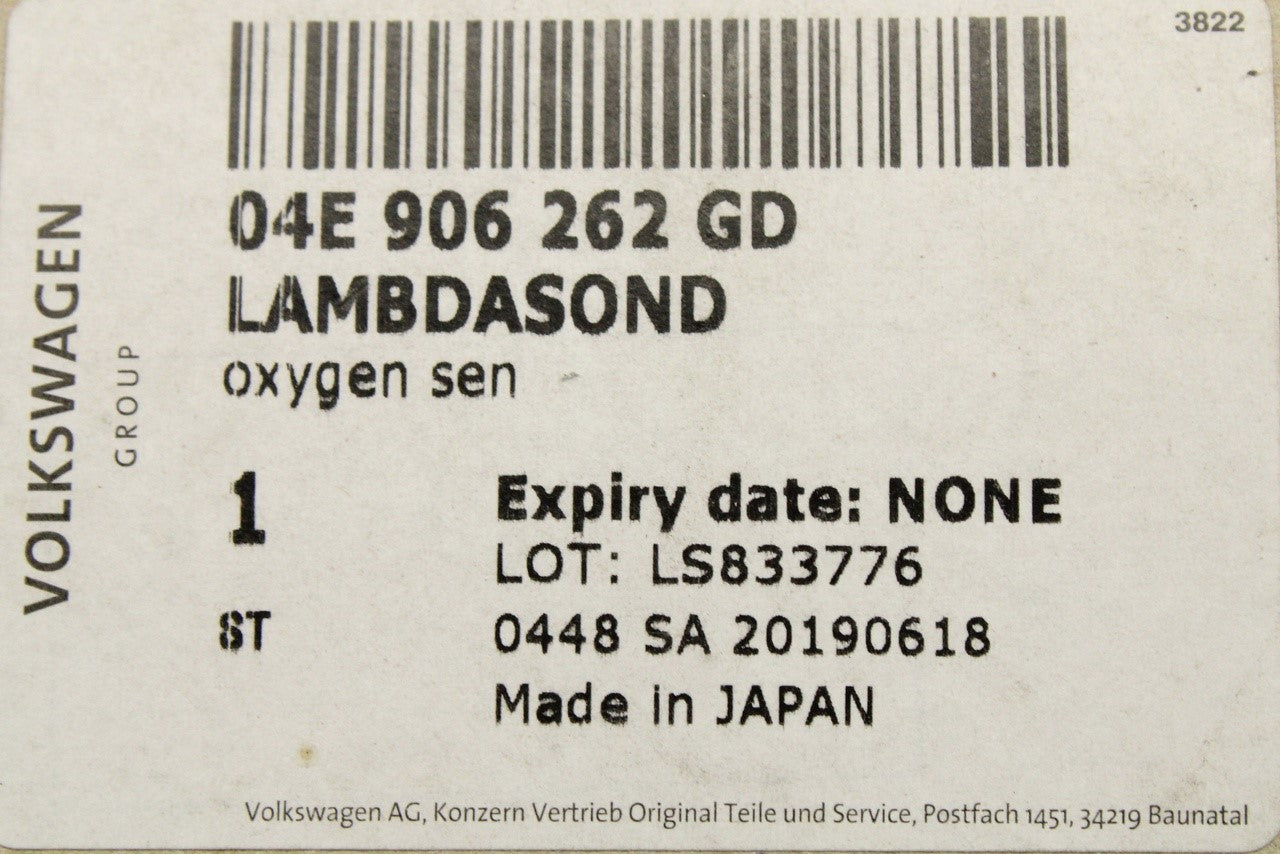 3822
04E 906 262 GD
LAMBDASOND
oxygen sen
1
Expiry date: NONE
LOT: LS833776
ST
0448 SA 20190618
Made in JAPAN
VOLKSWAGEN
GROUP
Volkswagen AG, Konzern Vertrieb Original Teile und Service, Postfach 1451, 34219 Baunatal